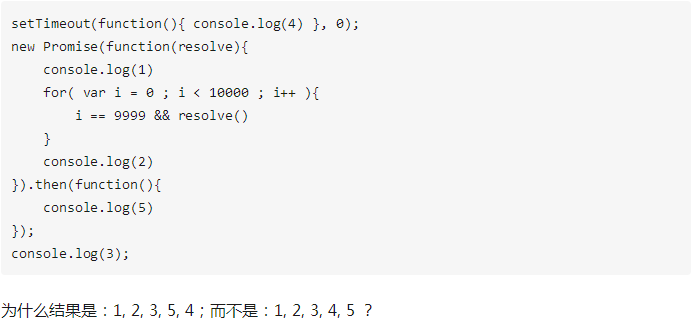 setTimeout(function(){ console.log(4) }, 0);
new Promise(function(resolve){
    console.log(1)
    for( var i = 0 ; i < 10000 ; i++ ){
        i == 9999 && resolve()
    }
    console.log(2)
}).then(function(){
    console.log(5)
});
console.log(3);
为什么结果是：1, 2, 3, 5, 4；而不是：1, 2, 3, 4, 5 ？